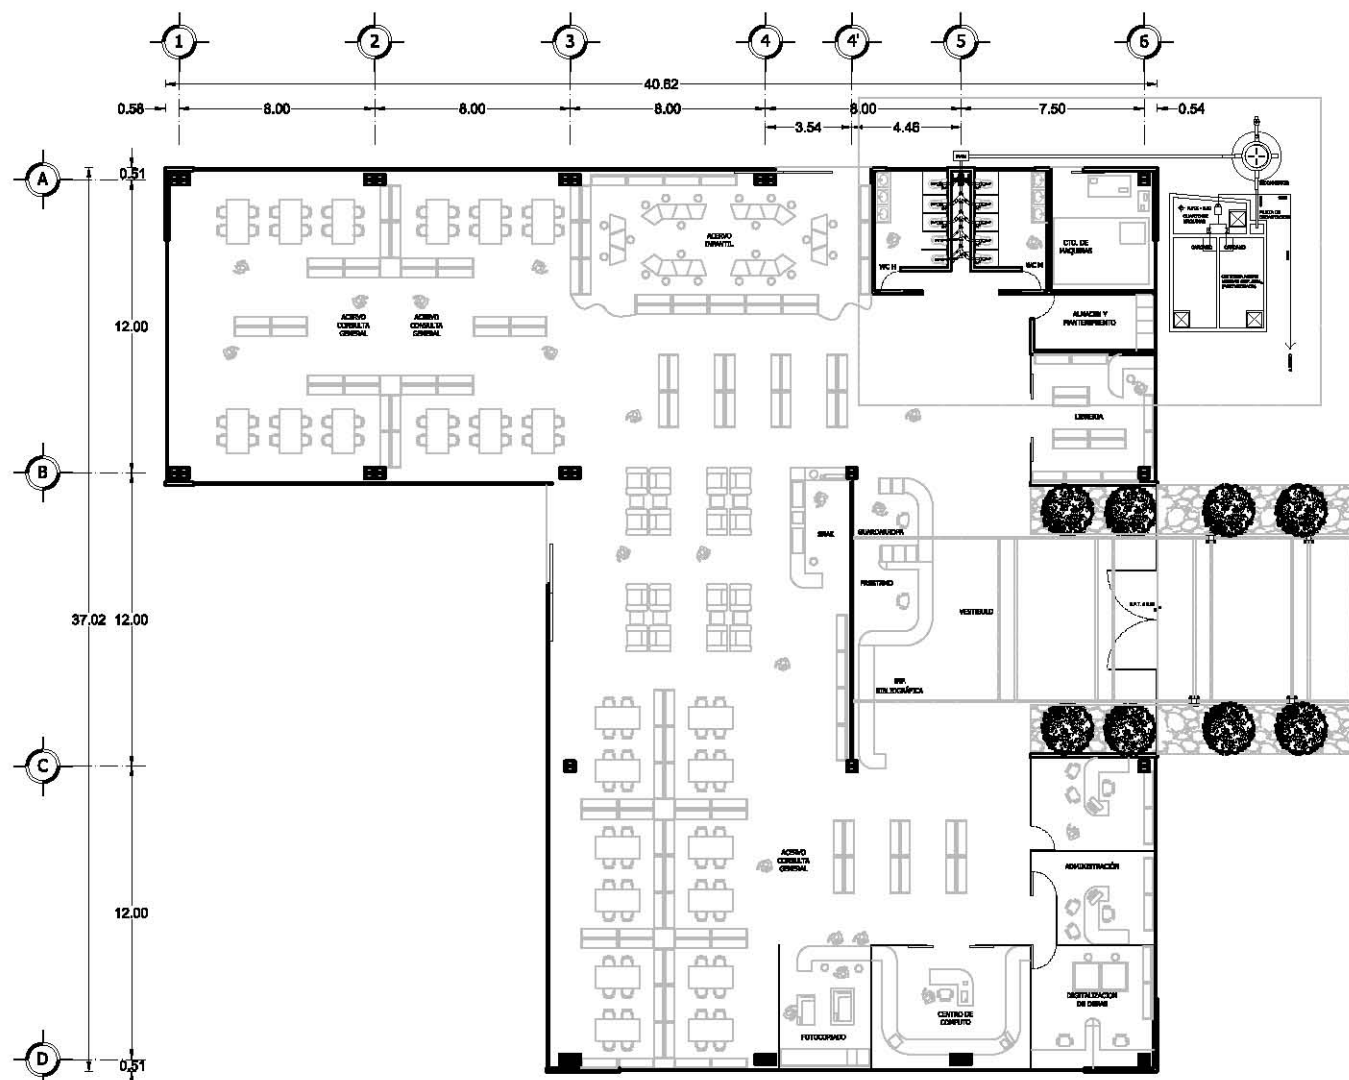 1 2 3 4 4' 5 6
40.62
0.56 8.00 8.00 8.00 8.00 7.50 0.54
3.54 4.46
A
0.51
ACERVO
INFANTIL
WC H
WC M
CTO. DE
MAQUINAS
12.00
ACERVO
CONSULTA
GENERAL
ACERVO
CONSULTA
GENERAL
ALMACEN Y
MANTENIMIENTO
LIBRERIA
B
GUARDARROPA
PRESTAMO
VESTIBULO
37.02
12.00
INF.
BIBLIOGRÁFICA
C
ACERVO
CONSULTA
GENERAL
ADMINISTRACIÓN
12.00
DIGITALIZACION
DE OBRAS
CENTRO DE
COMPUTO
FOTOCOPIADO
D
0.51